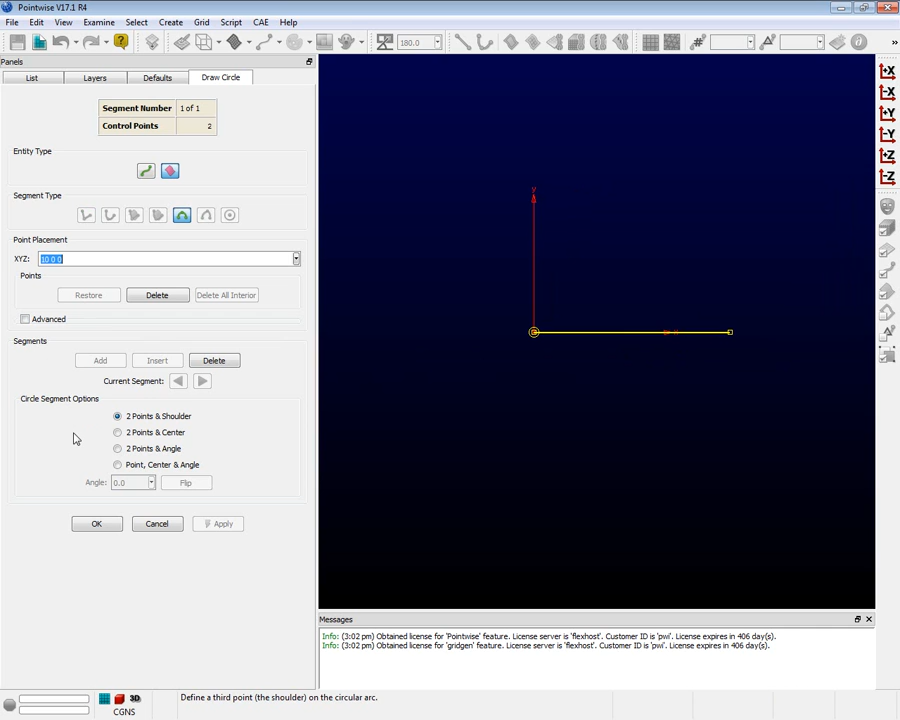 Pointwise V17.1 R4
File Edit View Examine Select Create Grid Script CAE Help
180.0
»
Panels
List Layers Defaults Draw Circle
Segment Number 1 of 1
Control Points 2
Entity Type
Segment Type
Point Placement
XYZ: 10 0 0
Points
Restore Delete Delete All Interior
Advanced
Segments
Add Insert Delete
Current Segment:
Circle Segment Options
2 Points & Shoulder
2 Points & Center
2 Points & Angle
Point, Center & Angle
Angle: 0.0 Flip
OK Cancel Apply
y
x
+X
-X
+Y
-Y
+Z
-Z
Messages
Info: (3:02 pm) Obtained license for 'Pointwise' feature. License server is 'flexhost'. Customer ID is 'pwi'. License expires in 406 day(s).
Info: (3:02 pm) Obtained license for 'gridgen' feature. License server is 'flexhost'. Customer ID is 'pwi'. License expires in 406 day(s).
3D
CGNS
Define a third point (the shoulder) on the circular arc.